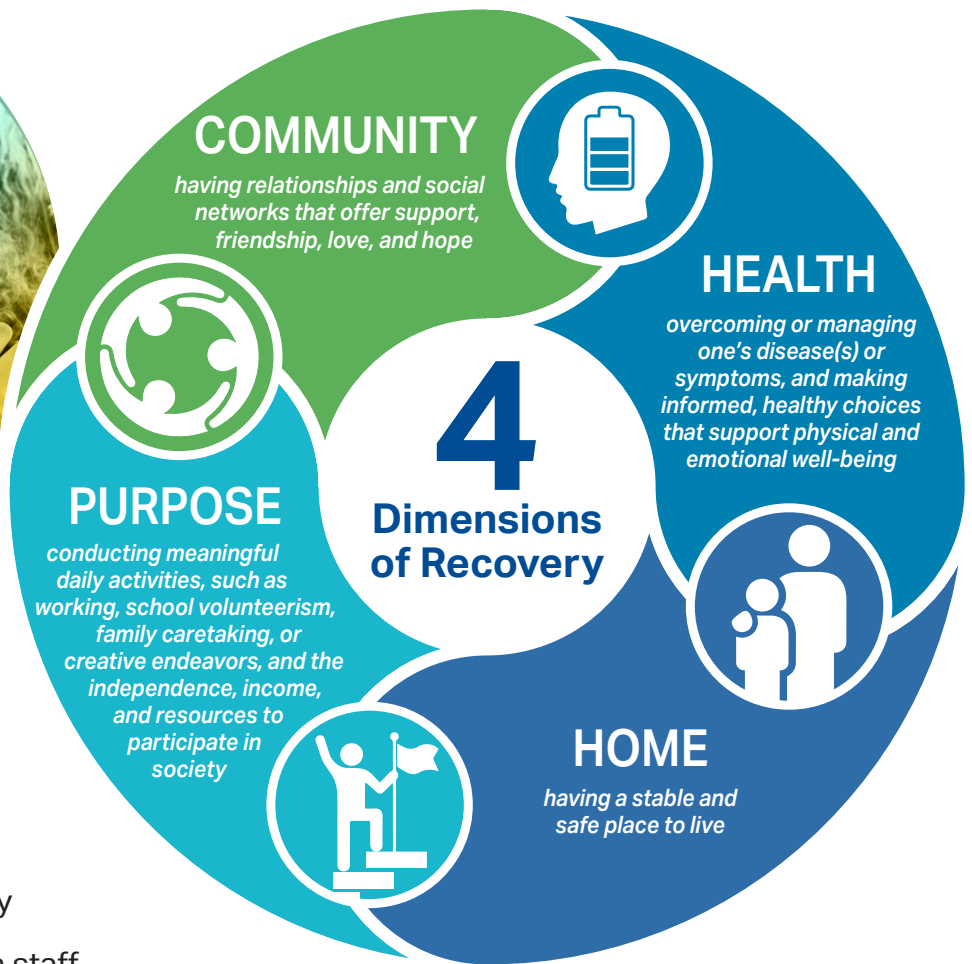 COMMUNITY
having relationships and social
networks that offer support,
friendship, love, and hope
HEALTH
overcoming or managing
one’s disease(s) or
symptoms, and making
informed, healthy choices
that support physical and
emotional well-being
4
Dimensions
of Recovery
PURPOSE
conducting meaningful
daily activities, such as
working, school volunteerism,
family caretaking, or
creative endeavors, and the
independence, income,
and resources to
participate in
society
HOME
having a stable and
safe place to live
staff